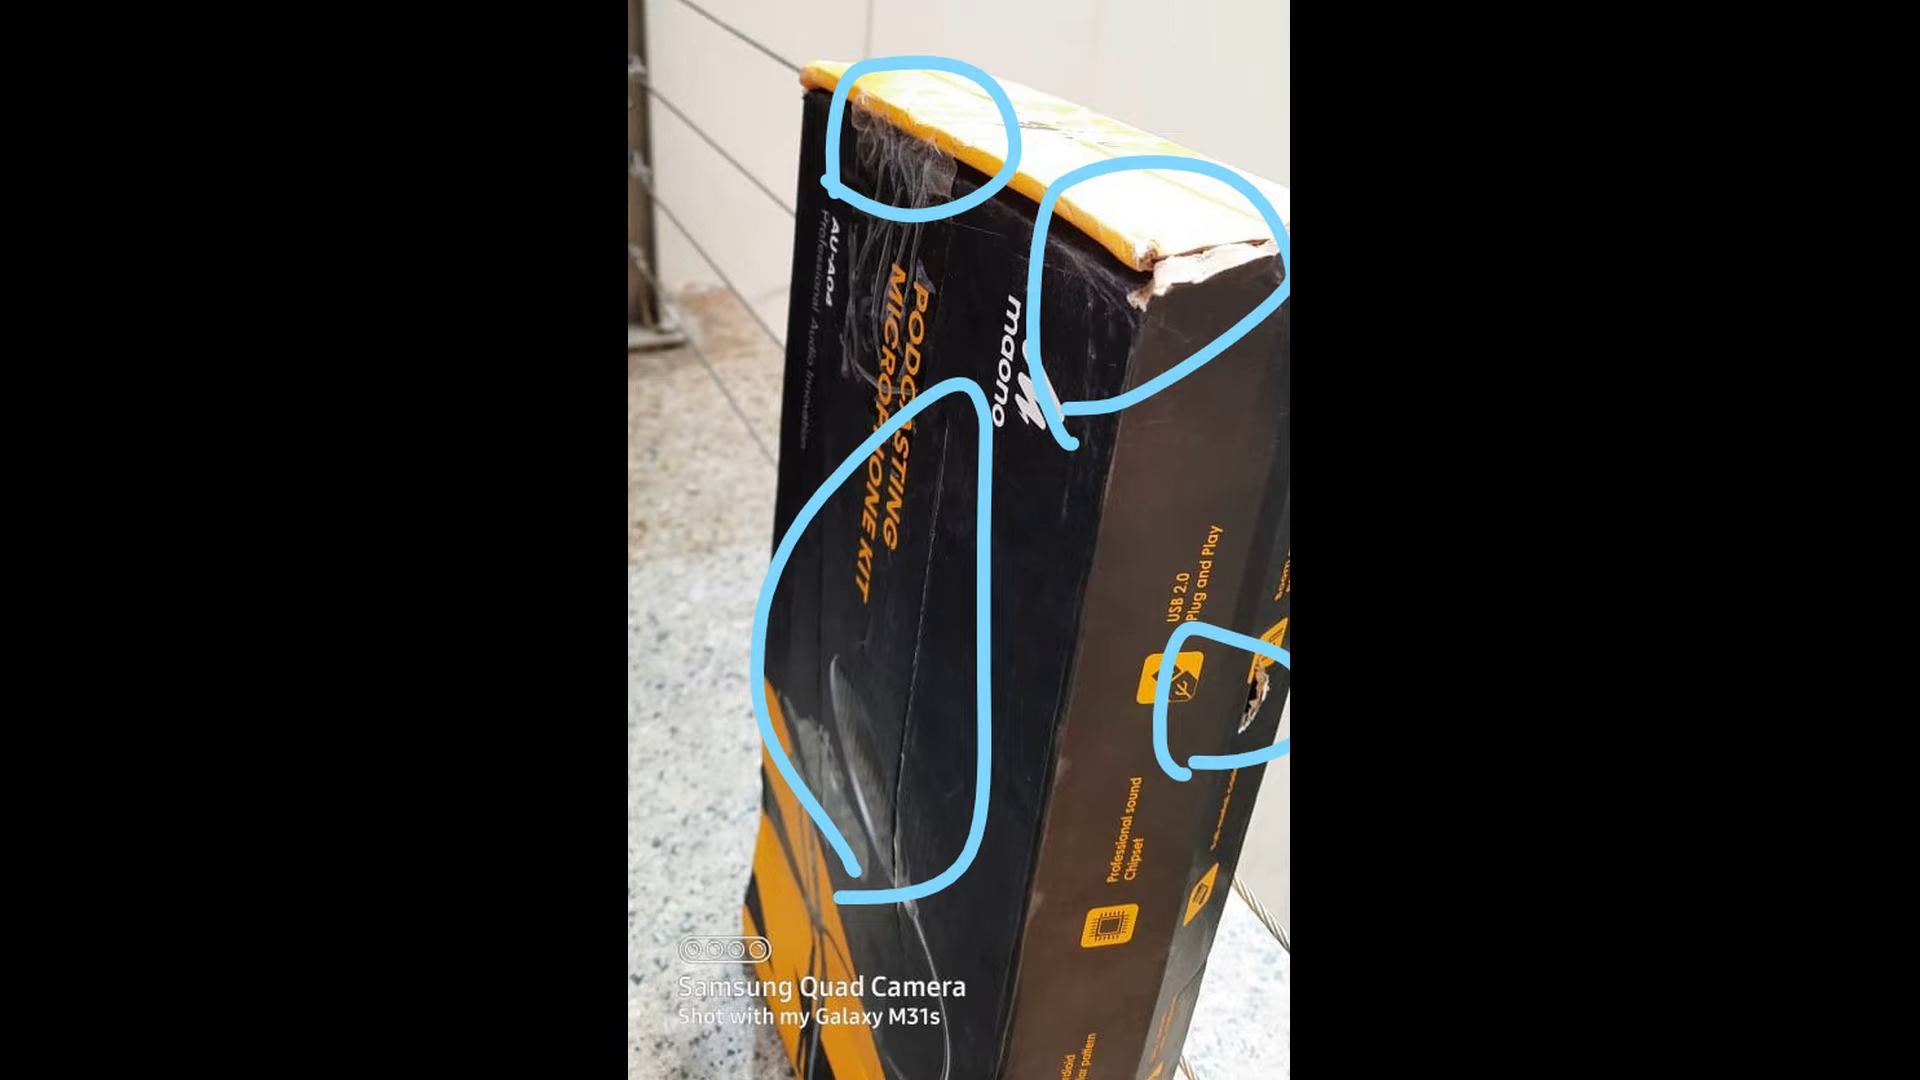 AU-A04
Professional Audio Innovation
PODCASTING
MICROPHONE KIT
maono
USB 2.0
Plug and Play
Professional sound
Chipset
pattern
Samsung Quad Camera
Shot with my Galaxy M31s